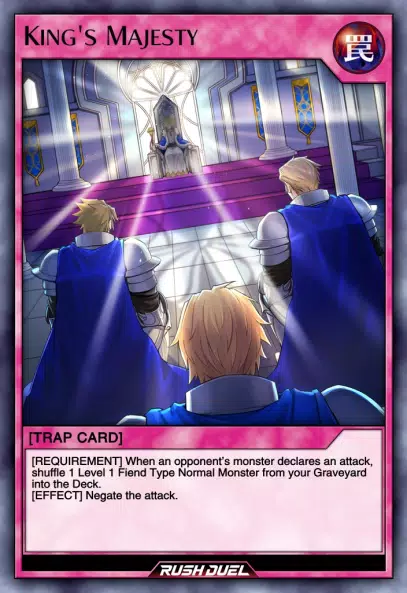 King's Majesty
罠
[TRAP CARD]
[REQUIREMENT] When an opponent's monster declares an attack,
shuffle 1 Level 1 Fiend Type Normal Monster from your Graveyard
into the Deck.
[EFFECT] Negate the attack.
RUSH DUEL